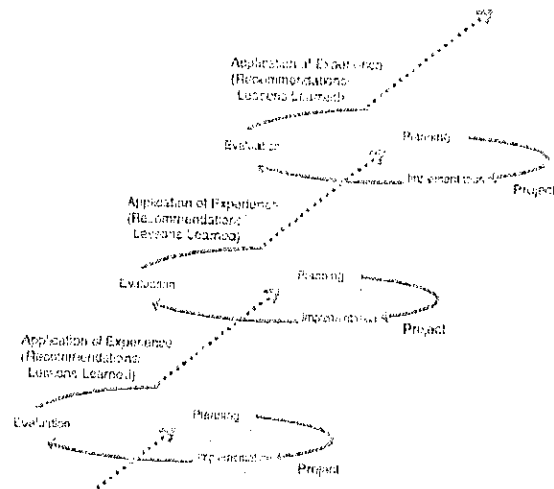 Application of Experience
(Recommendations
Lessons Learned)
Evaluation
Planning
Implementation
Project
Application of Experience
(Recommendations
Lessons Learned)
Evaluation
Planning
Implementation
Project
Application of Experience
(Recommendations
Lessons Learned)
Evaluation
Planning
Implementation
Project